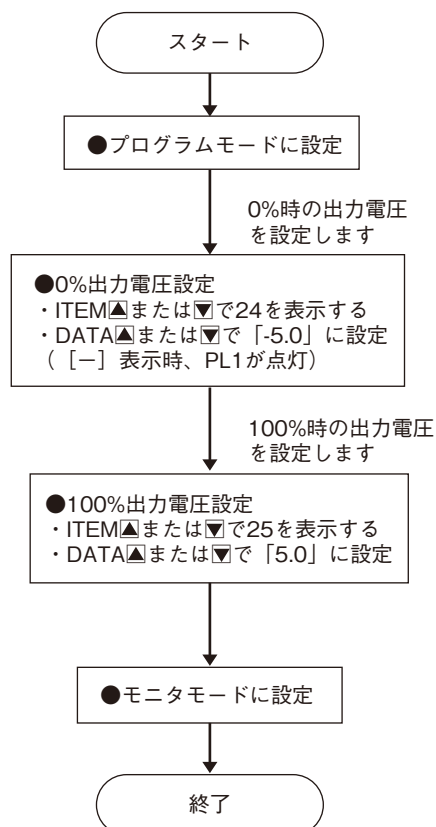 スタート
●プログラムモードに設定
0%時の出力電圧
を設定します
●0%出力電圧設定
・ITEM▲または▼で24を表示する
・DATA▲または▼で「-5.0」に設定
（［－］表示時、PL1が点灯）
100%時の出力電圧
を設定します
●100%出力電圧設定
・ITEM▲または▼で25を表示する
・DATA▲または▼で「5.0」に設定
●モニタモードに設定
終了